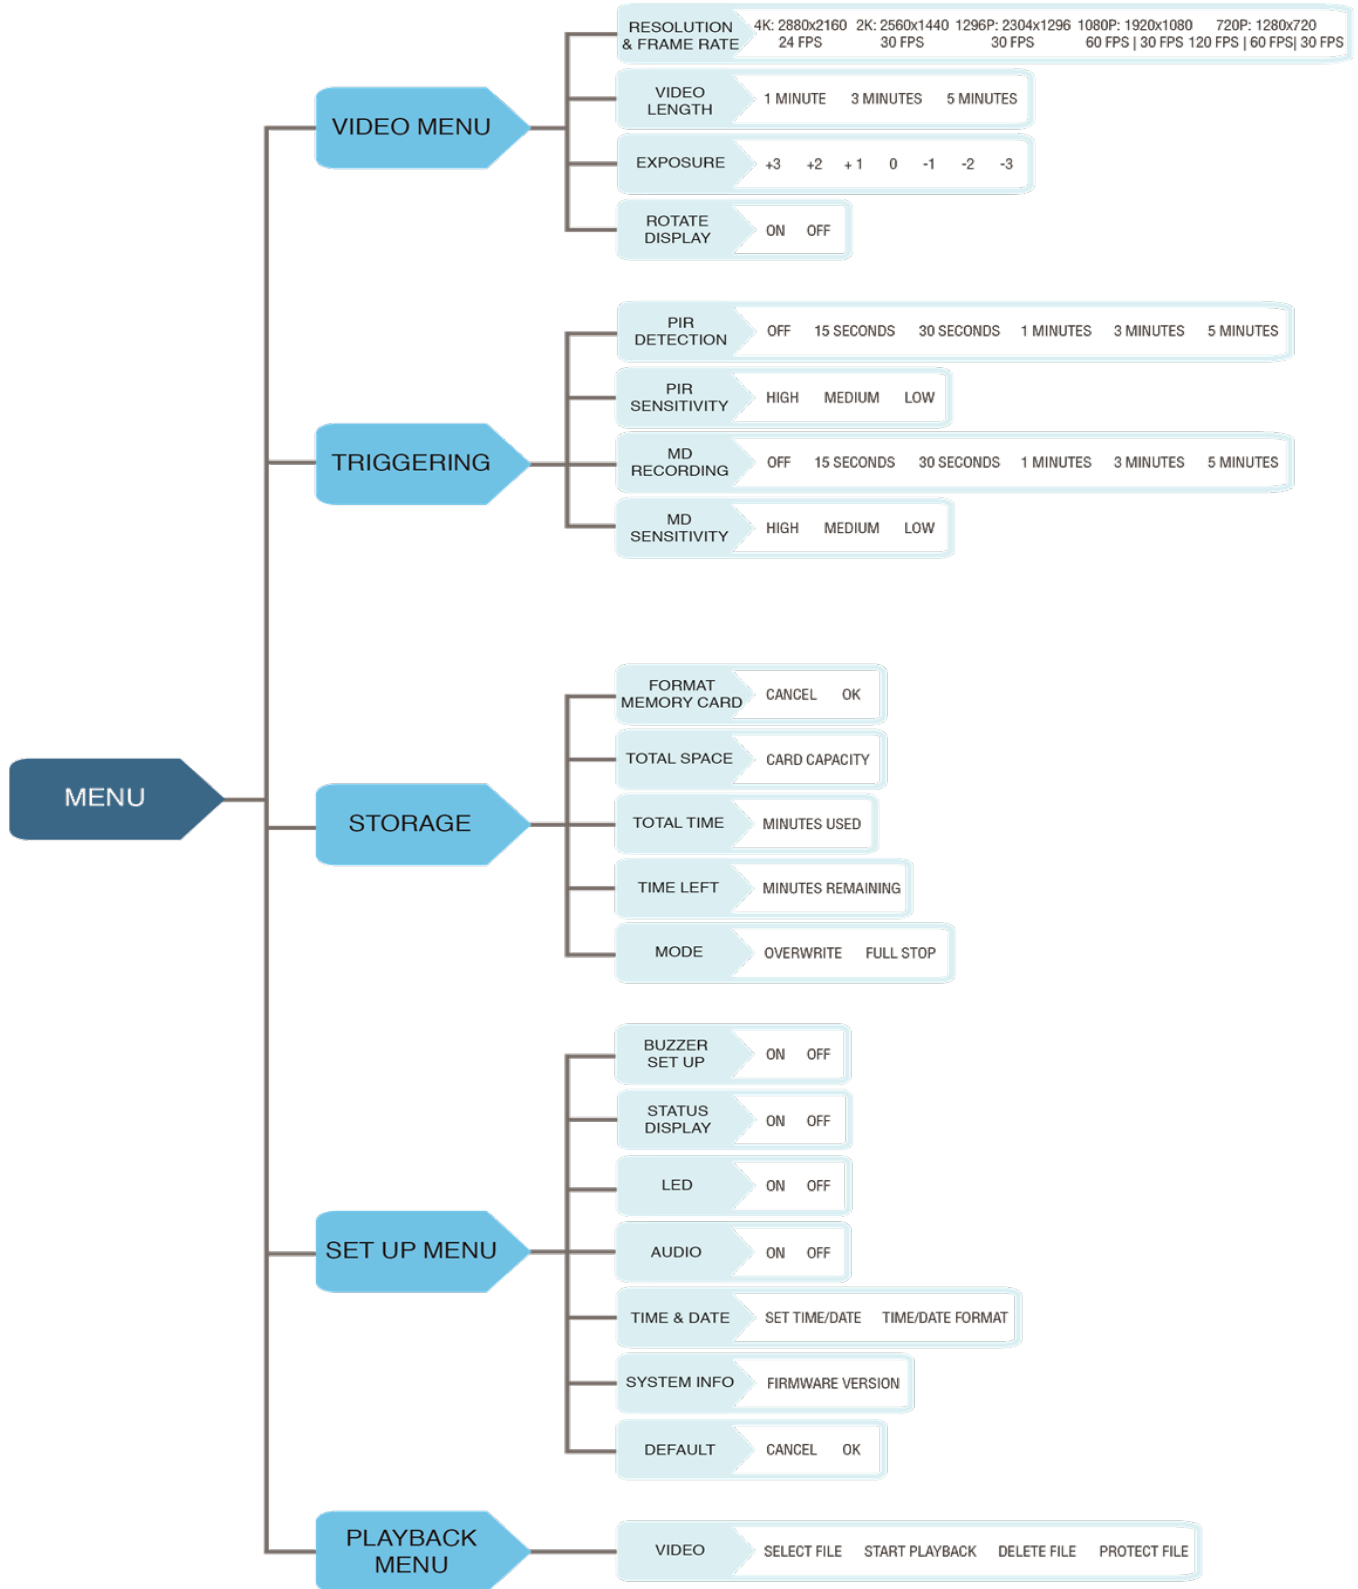 MENU
VIDEO MENU
RESOLUTION
& FRAME RATE
4K: 2880x2160 2K: 2560x1440 1296P: 2304x1296 1080P: 1920x1080 720P: 1280x720
24 FPS 30 FPS 30 FPS 60 FPS | 30 FPS 120 FPS | 60 FPS| 30 FPS
VIDEO
LENGTH
1 MINUTE 3 MINUTES 5 MINUTES
EXPOSURE
+3 +2 + 1 0 -1 -2 -3
ROTATE
DISPLAY
ON OFF
TRIGGERING
PIR
DETECTION
OFF 15 SECONDS 30 SECONDS 1 MINUTES 3 MINUTES 5 MINUTES
PIR
SENSITIVITY
HIGH MEDIUM LOW
MD
RECORDING
OFF 15 SECONDS 30 SECONDS 1 MINUTES 3 MINUTES 5 MINUTES
MD
SENSITIVITY
HIGH MEDIUM LOW
STORAGE
FORMAT
MEMORY CARD
CANCEL OK
TOTAL SPACE
CARD CAPACITY
TOTAL TIME
MINUTES USED
TIME LEFT
MINUTES REMAINING
MODE
OVERWRITE FULL STOP
SET UP MENU
BUZZER
SET UP
ON OFF
STATUS
DISPLAY
ON OFF
LED
ON OFF
AUDIO
ON OFF
TIME & DATE
SET TIME/DATE TIME/DATE FORMAT
SYSTEM INFO
FIRMWARE VERSION
DEFAULT
CANCEL OK
PLAYBACK
MENU
VIDEO
SELECT FILE START PLAYBACK DELETE FILE PROTECT FILE